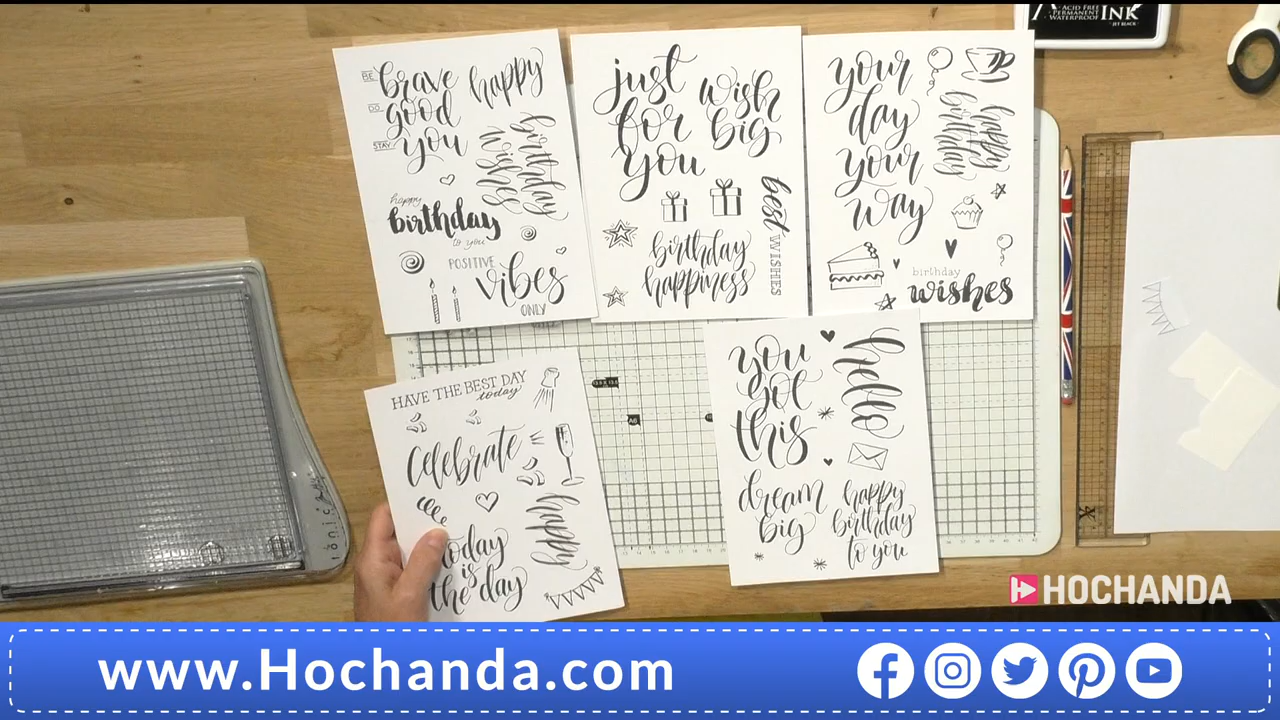 ACID FREE
PERMANENT
WATERPROOF
INK
JET BLACK
BE brave
DO good
STAY you
happy
birthday
wishes
happy
birthday
to you
POSITIVE
vibes
ONLY
just
for
you
wish
big
best
WISHES
birthday
happiness
your
day
your
way
happy
birthday
birthday
wishes
HAVE THE BEST DAY
today
celebrate
happy
today
is
the day
you
got
this
hello
dream
big
happy
birthday
to you
tonic
HOCHANDA
www.Hochanda.com